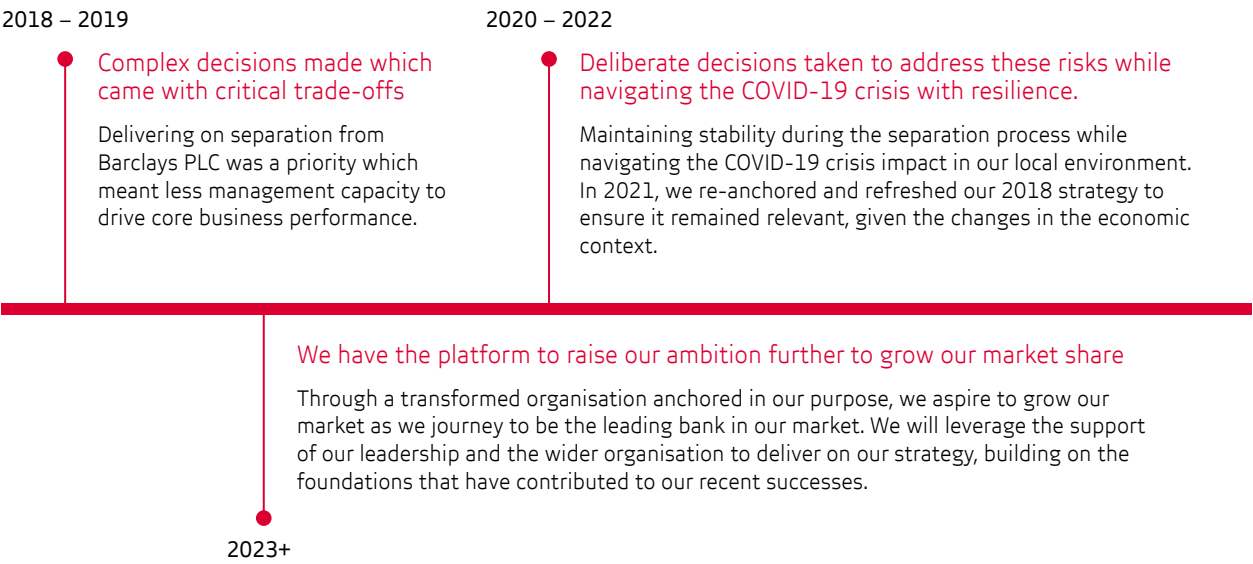 2018 – 2019
Complex decisions made which
came with critical trade-offs
Delivering on separation from
Barclays PLC was a priority which
meant less management capacity to
drive core business performance.
2020 – 2022
Deliberate decisions taken to address these risks while
navigating the COVID-19 crisis with resilience.
Maintaining stability during the separation process while
navigating the COVID-19 crisis impact in our local environment.
In 2021, we re-anchored and refreshed our 2018 strategy to
ensure it remained relevant, given the changes in the economic
context.
We have the platform to raise our ambition further to grow our market share
Through a transformed organisation anchored in our purpose, we aspire to grow our
market as we journey to be the leading bank in our market. We will leverage the support
of our leadership and the wider organisation to deliver on our strategy, building on the
foundations that have contributed to our recent successes.
2023+